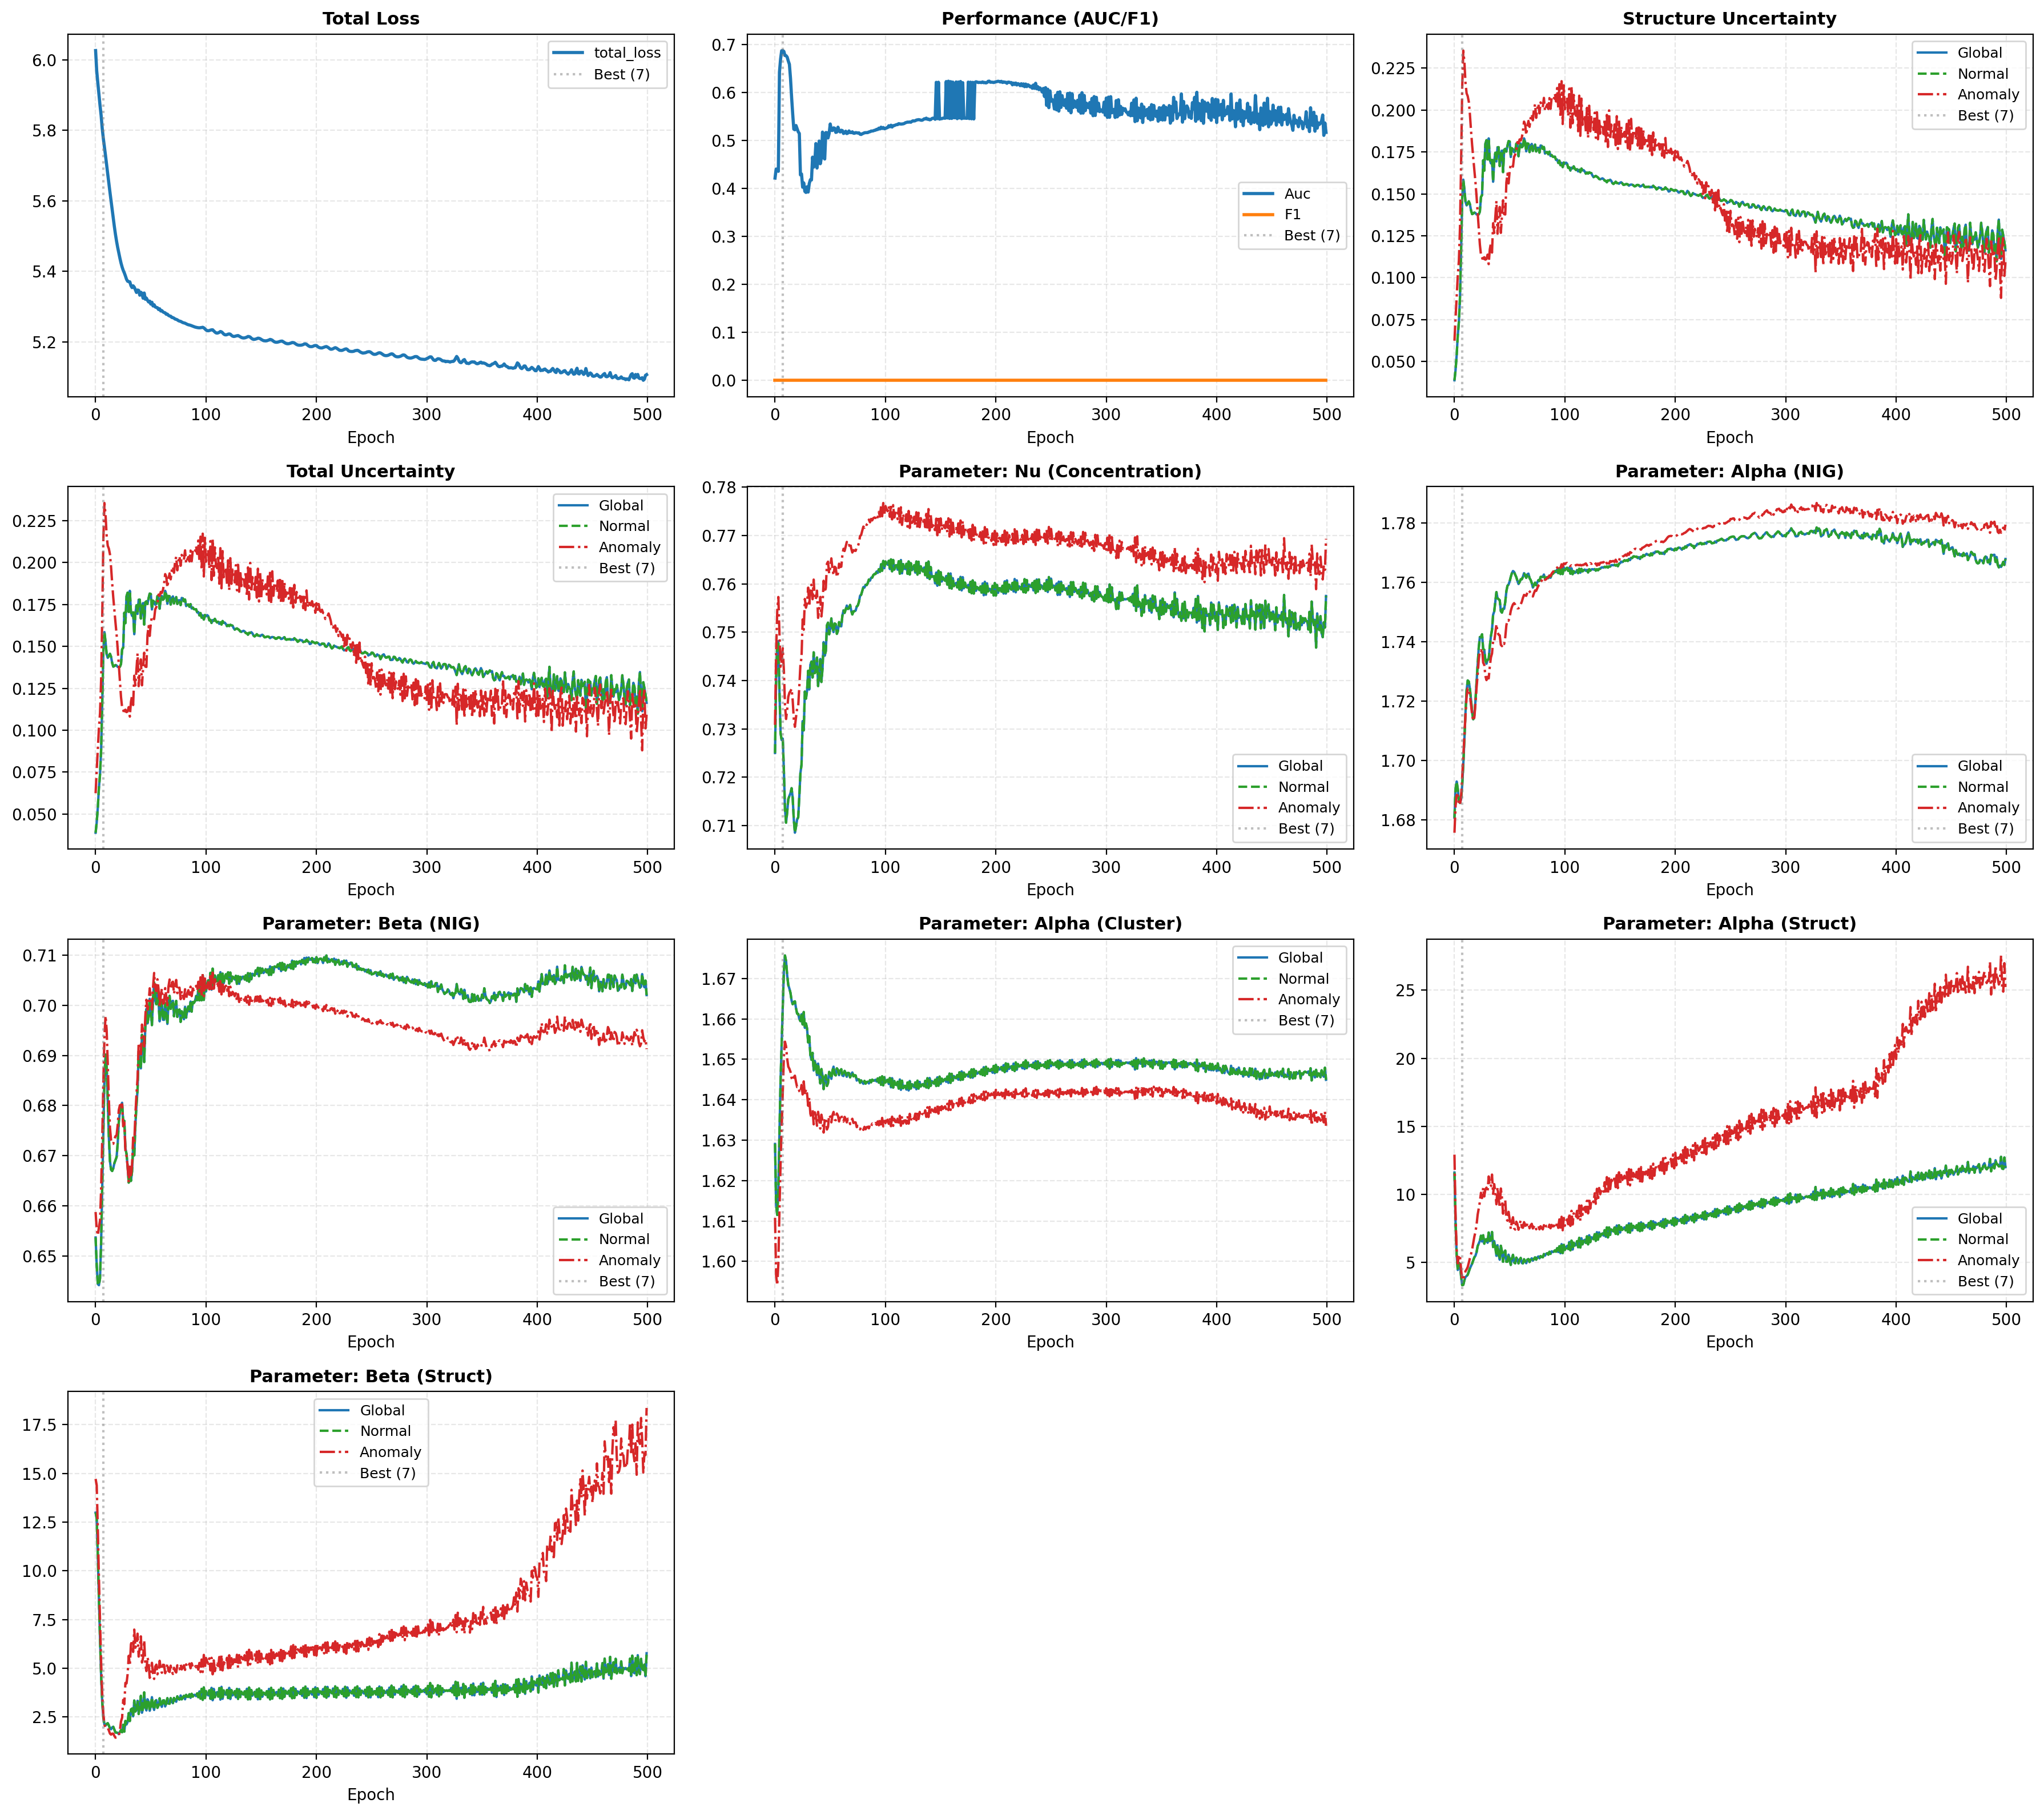 Total Loss
6.0
5.8
5.6
5.4
5.2
0
100
200
300
400
500
Epoch
total_loss
Best (7)
Performance (AUC/F1)
0.7
0.6
0.5
0.4
0.3
0.2
0.1
0.0
0
100
200
300
400
500
Epoch
Auc
F1
Best (7)
Structure Uncertainty
0.225
0.200
0.175
0.150
0.125
0.100
0.075
0.050
0
100
200
300
400
500
Epoch
Global
Normal
Anomaly
Best (7)
Total Uncertainty
0.225
0.200
0.175
0.150
0.125
0.100
0.075
0.050
0
100
200
300
400
500
Epoch
Global
Normal
Anomaly
Best (7)
Parameter: Nu (Concentration)
0.78
0.77
0.76
0.75
0.74
0.73
0.72
0.71
0
100
200
300
400
500
Epoch
Global
Normal
Anomaly
Best (7)
Parameter: Alpha (NIG)
1.78
1.76
1.74
1.72
1.70
1.68
0
100
200
300
400
500
Epoch
Global
Normal
Anomaly
Best (7)
Parameter: Beta (NIG)
0.71
0.70
0.69
0.68
0.67
0.66
0.65
0
100
200
300
400
500
Epoch
Global
Normal
Anomaly
Best (7)
Parameter: Alpha (Cluster)
1.67
1.66
1.65
1.64
1.63
1.62
1.61
1.60
0
100
200
300
400
500
Epoch
Global
Normal
Anomaly
Best (7)
Parameter: Alpha (Struct)
25
20
15
10
5
0
100
200
300
400
500
Epoch
Global
Normal
Anomaly
Best (7)
Parameter: Beta (Struct)
17.5
15.0
12.5
10.0
7.5
5.0
2.5
0
100
200
300
400
500
Epoch
Global
Normal
Anomaly
Best (7)